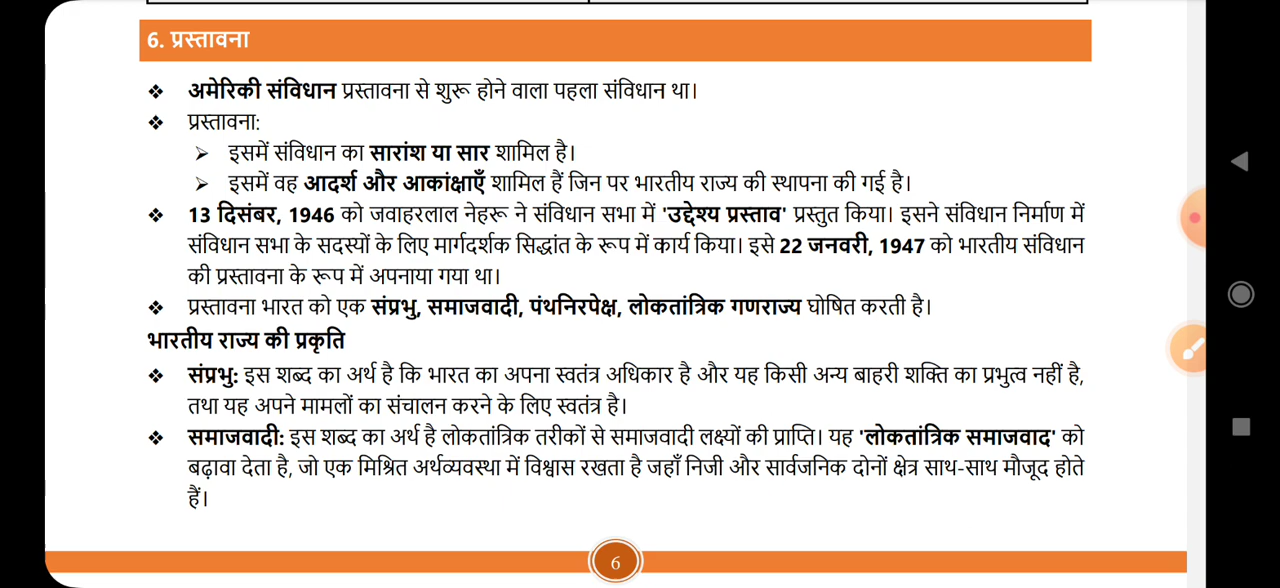 6. प्रस्तावना
❖ अमेरिकी संविधान प्रस्तावना से शुरू होने वाला पहला संविधान था।
❖ प्रस्तावना:
➢ इसमें संविधान का सारांश या सार शामिल है।
➢ इसमें वह आदर्श और आकांक्षाएँ शामिल हैं जिन पर भारतीय राज्य की स्थापना की गई है।
❖ 13 दिसंबर, 1946 को जवाहरलाल नेहरू ने संविधान सभा में 'उद्देश्य प्रस्ताव' प्रस्तुत किया। इसने संविधान निर्माण में
संविधान सभा के सदस्यों के लिए मार्गदर्शक सिद्धांत के रूप में कार्य किया। इसे 22 जनवरी, 1947 को भारतीय संविधान
की प्रस्तावना के रूप में अपनाया गया था।
❖ प्रस्तावना भारत को एक संप्रभु, समाजवादी, पंथनिरपेक्ष, लोकतांत्रिक गणराज्य घोषित करती है।
भारतीय राज्य की प्रकृति
❖ संप्रभु: इस शब्द का अर्थ है कि भारत का अपना स्वतंत्र अधिकार है और यह किसी अन्य बाहरी शक्ति का प्रभुत्व नहीं है,
तथा यह अपने मामलों का संचालन करने के लिए स्वतंत्र है।
❖ समाजवादी: इस शब्द का अर्थ है लोकतांत्रिक तरीकों से समाजवादी लक्ष्यों की प्राप्ति। यह 'लोकतांत्रिक समाजवाद' को
बढ़ावा देता है, जो एक मिश्रित अर्थव्यवस्था में विश्वास रखता है जहाँ निजी और सार्वजनिक दोनों क्षेत्र साथ-साथ मौजूद होते
हैं।
6